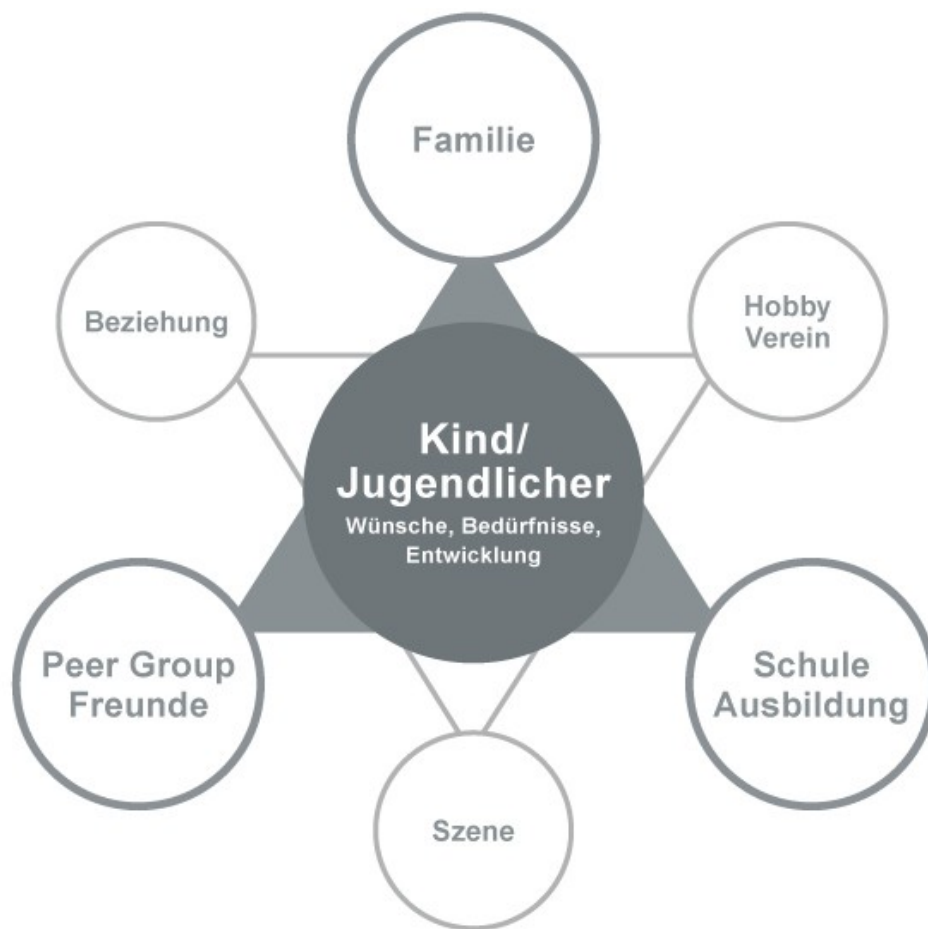 Familie
Beziehung
Hobby
Verein
Kind/
Jugendlicher
Wünsche, Bedürfnisse,
Entwicklung
Peer Group
Freunde
Schule
Ausbildung
Szene